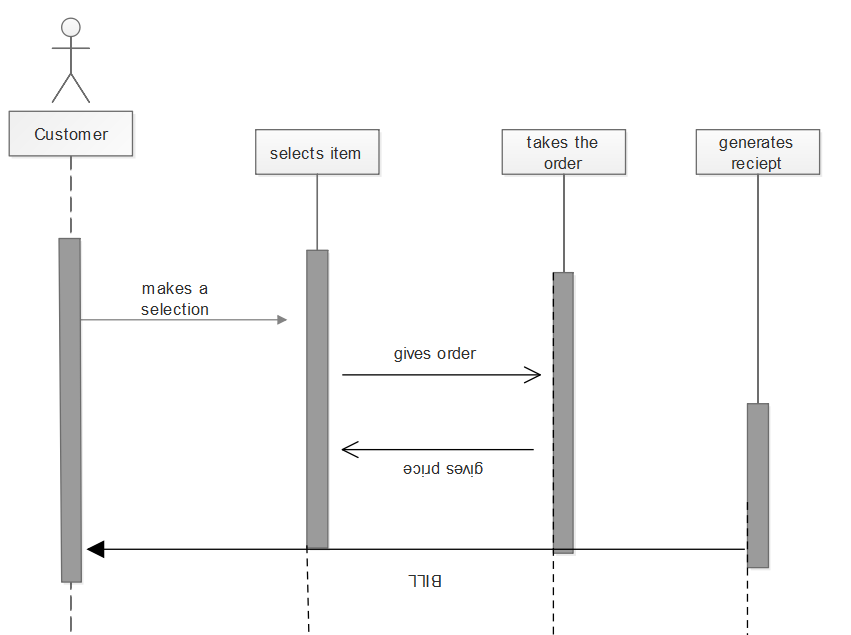 Customer
selects item
takes the
order
generates
reciept
makes a
selection
gives order
gives price
BILL